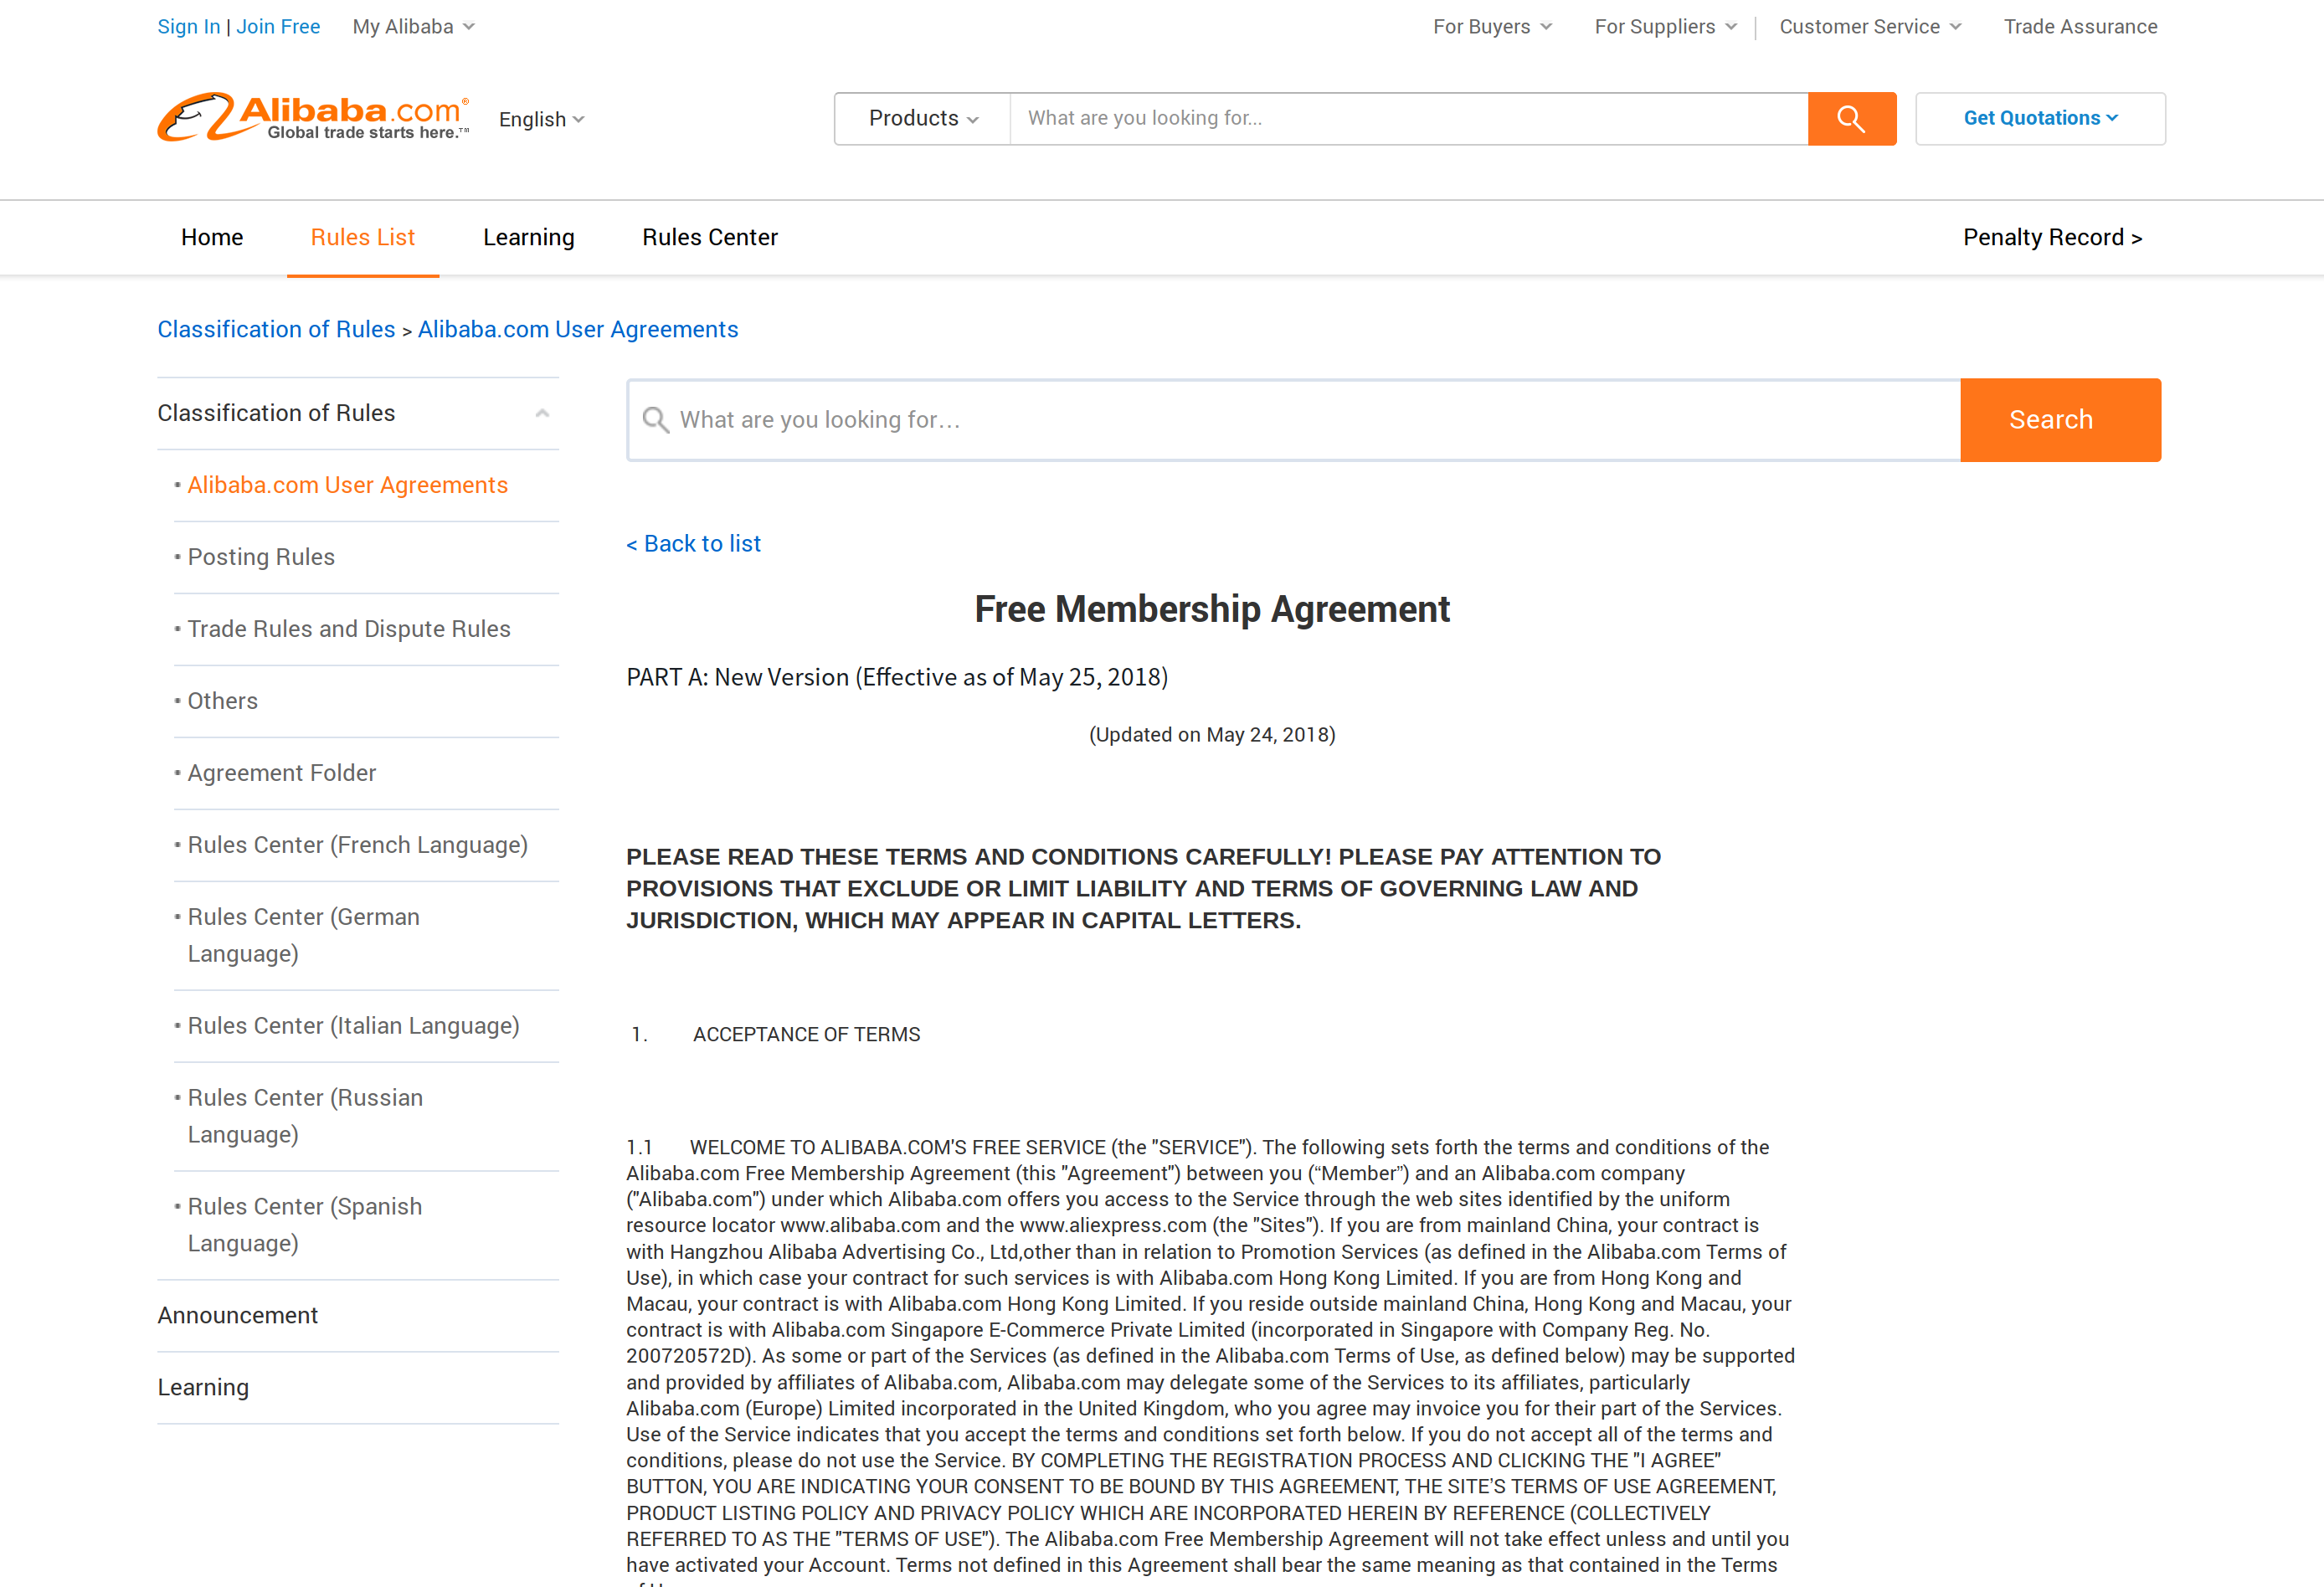 Sign In | Join Free My Alibaba For Buyers For Suppliers Customer Service Trade Assurance
Alibaba.com® English Products What are you looking for... Get Quotations
Global trade starts here.™
Home Rules List Learning Rules Center Penalty Record >
Classification of Rules > Alibaba.com User Agreements
Classification of Rules
• Alibaba.com User Agreements
• Posting Rules
• Trade Rules and Dispute Rules
• Others
• Agreement Folder
• Rules Center (French Language)
• Rules Center (German
Language)
• Rules Center (Italian Language)
• Rules Center (Russian
Language)
• Rules Center (Spanish
Language)
Announcement
Learning
What are you looking for... Search
< Back to list
Free Membership Agreement
PART A: New Version (Effective as of May 25, 2018)
(Updated on May 24, 2018)
PLEASE READ THESE TERMS AND CONDITIONS CAREFULLY! PLEASE PAY ATTENTION TO
PROVISIONS THAT EXCLUDE OR LIMIT LIABILITY AND TERMS OF GOVERNING LAW AND
JURISDICTION, WHICH MAY APPEAR IN CAPITAL LETTERS.
1. ACCEPTANCE OF TERMS
1.1 WELCOME TO ALIBABA.COM'S FREE SERVICE (the "SERVICE"). The following sets forth the terms and conditions of the
Alibaba.com Free Membership Agreement (this "Agreement") between you (“Member”) and an Alibaba.com company
("Alibaba.com") under which Alibaba.com offers you access to the Service through the web sites identified by the uniform
resource locator www.alibaba.com and the www.aliexpress.com (the "Sites"). If you are from mainland China, your contract is
with Hangzhou Alibaba Advertising Co., Ltd,other than in relation to Promotion Services (as defined in the Alibaba.com Terms of
Use), in which case your contract for such services is with Alibaba.com Hong Kong Limited. If you are from Hong Kong and
Macau, your contract is with Alibaba.com Hong Kong Limited. If you reside outside mainland China, Hong Kong and Macau, your
contract is with Alibaba.com Singapore E-Commerce Private Limited (incorporated in Singapore with Company Reg. No.
200720572D). As some or part of the Services (as defined in the Alibaba.com Terms of Use, as defined below) may be supported
and provided by affiliates of Alibaba.com, Alibaba.com may delegate some of the Services to its affiliates, particularly
Alibaba.com (Europe) Limited incorporated in the United Kingdom, who you agree may invoice you for their part of the Services.
Use of the Service indicates that you accept the terms and conditions set forth below. If you do not accept all of the terms and
conditions, please do not use the Service. BY COMPLETING THE REGISTRATION PROCESS AND CLICKING THE "I AGREE"
BUTTON, YOU ARE INDICATING YOUR CONSENT TO BE BOUND BY THIS AGREEMENT, THE SITE’S TERMS OF USE AGREEMENT,
PRODUCT LISTING POLICY AND PRIVACY POLICY WHICH ARE INCORPORATED HEREIN BY REFERENCE (COLLECTIVELY
REFERRED TO AS THE "TERMS OF USE"). The Alibaba.com Free Membership Agreement will not take effect unless and until you
have activated your Account. Terms not defined in this Agreement shall bear the same meaning as that contained in the Terms